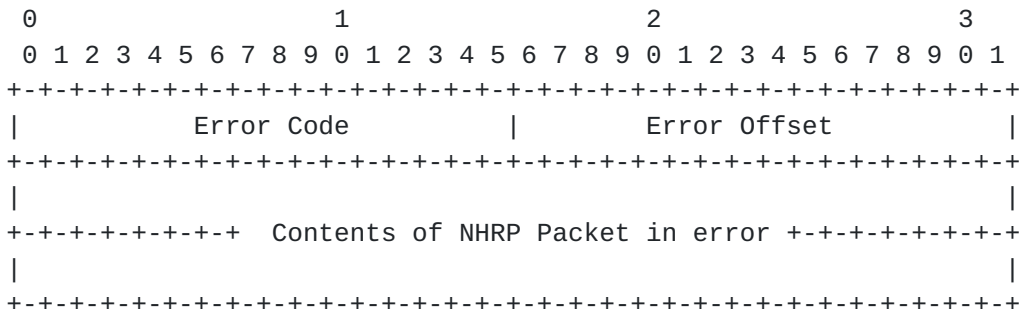 0                   1                   2                   3
 0 1 2 3 4 5 6 7 8 9 0 1 2 3 4 5 6 7 8 9 0 1 2 3 4 5 6 7 8 9 0 1
+-+-+-+-+-+-+-+-+-+-+-+-+-+-+-+-+-+-+-+-+-+-+-+-+-+-+-+-+-+-+-+-+
|           Error Code          |        Error Offset           |
+-+-+-+-+-+-+-+-+-+-+-+-+-+-+-+-+-+-+-+-+-+-+-+-+-+-+-+-+-+-+-+-+
|                                                               |
+-+-+-+-+-+-+-+  Contents of NHRP Packet in error +-+-+-+-+-+-+-+
|                                                               |
+-+-+-+-+-+-+-+-+-+-+-+-+-+-+-+-+-+-+-+-+-+-+-+-+-+-+-+-+-+-+-+-+